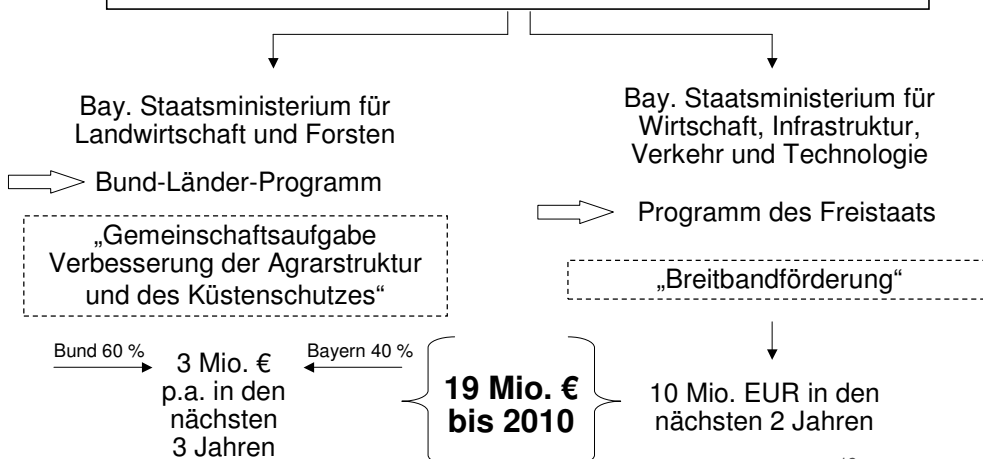 Bay. Staatsministerium für
Landwirtschaft und Forsten
Bund-Länder-Programm
„Gemeinschaftsaufgabe
Verbesserung der Agrarstruktur
und des Küstenschutzes“
Bund 60 %
3 Mio. €
p.a. in den
nächsten
3 Jahren
Bayern 40 %
19 Mio. €
bis 2010
Bay. Staatsministerium für
Wirtschaft, Infrastruktur,
Verkehr und Technologie
Programm des Freistaats
„Breitbandförderung“
10 Mio. EUR in den
nächsten 2 Jahren